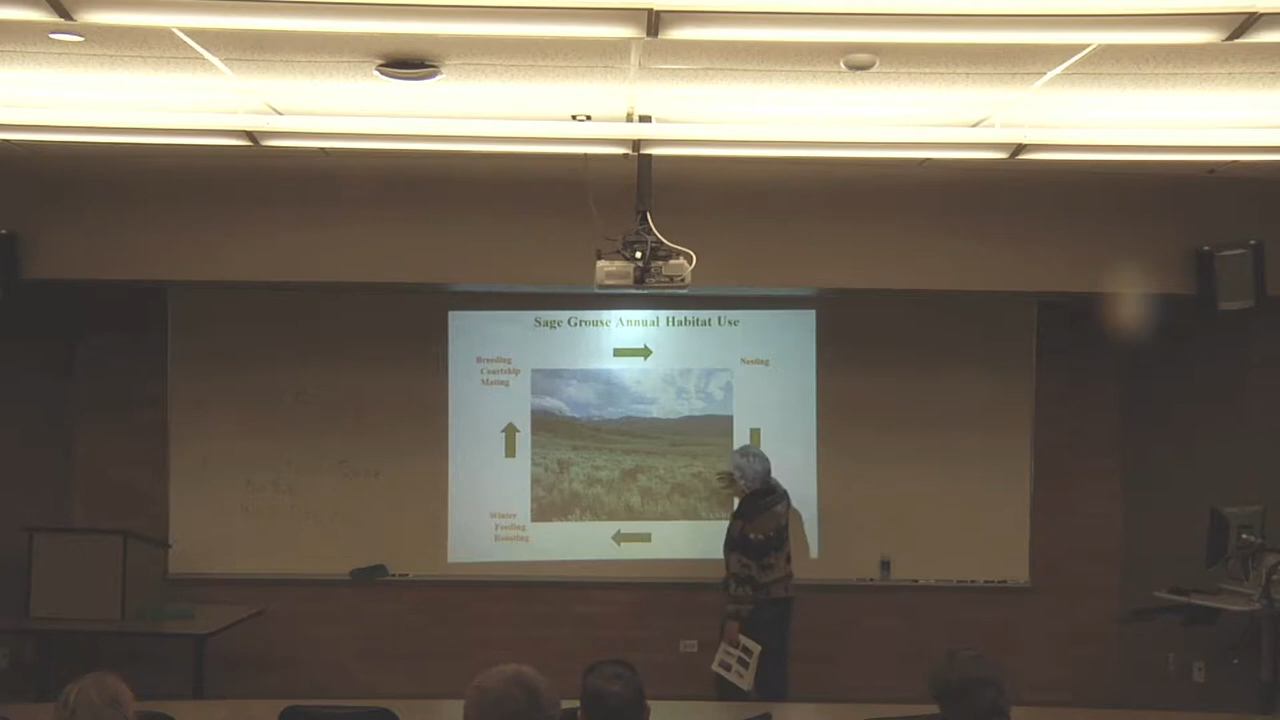 Sage Grouse Annual Habitat Use
Breeding
Courtship
Mating
Nesting
Winter
Feeding
Roosting